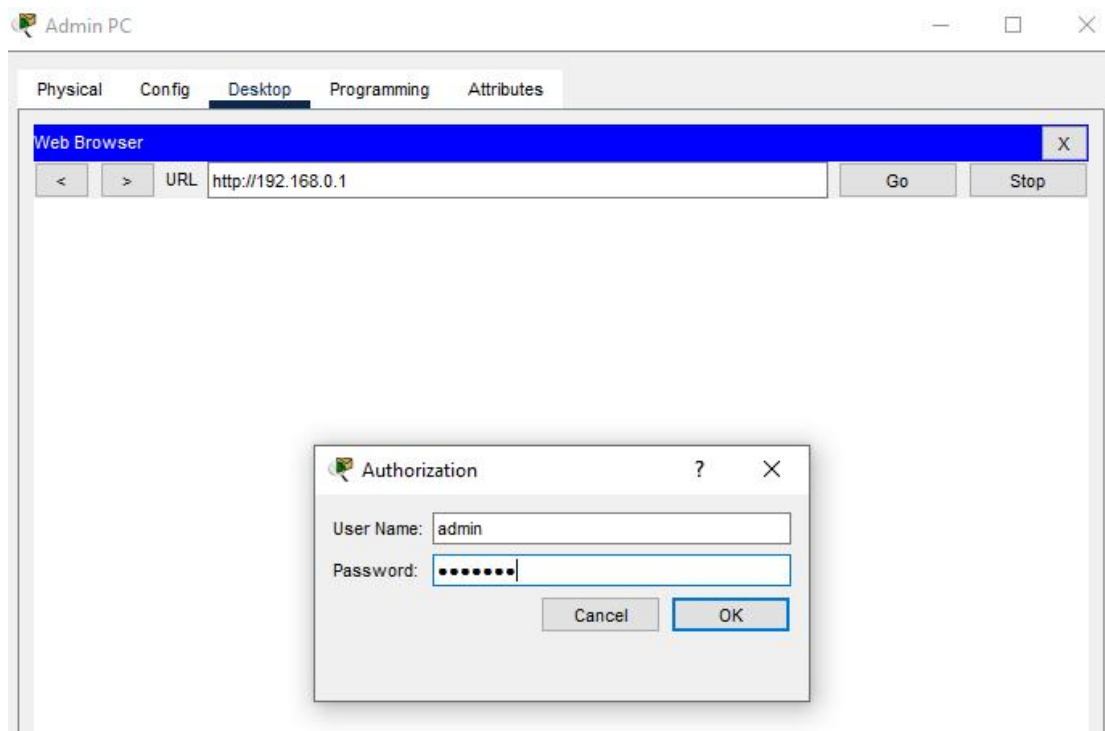 Admin PC
Physical Config Desktop Programming Attributes
Web Browser X
< > URL http://192.168.0.1 Go Stop
Authorization ?
User Name: admin
Password: •••••••
Cancel OK